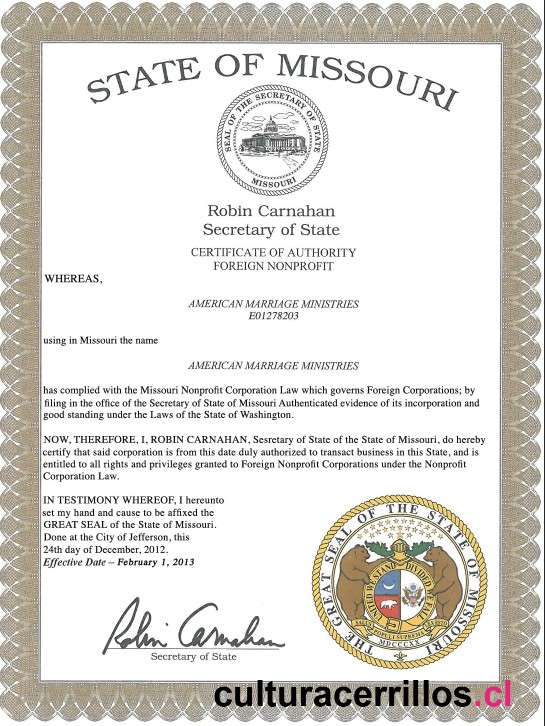 STATE OF MISSOURI
SEAL OF THE SECRETARY OF STATE
MISSOURI
Robin Carnahan
Secretary of State
CERTIFICATE OF AUTHORITY
FOREIGN NONPROFIT
WHEREAS,
AMERICAN MARRIAGE MINISTRIES
E01278203
using in Missouri the name
AMERICAN MARRIAGE MINISTRIES
has complied with the Missouri Nonprofit Corporation Law which governs Foreign Corporations; by
filing in the office of the Secretary of State of Missouri Authenticated evidence of its incorporation and
good standing under the Laws of the State of Washington.
NOW, THEREFORE, I, ROBIN CARNAHAN, Sesretary of State of the State of Missouri, do hereby
certify that said corporation is from this date duly authorized to transact business in this State, and is
entitled to all rights and privileges granted to Foreign Nonprofit Corporations under the Nonprofit
Corporation Law.
IN TESTIMONY WHEREOF, I hereunto
set my hand and cause to be affixed the
GREAT SEAL of the State of Missouri.
Done at the City of Jefferson, this
24th day of December, 2012.
Effective Date – February 1, 2013
THE GREAT SEAL OF THE STATE OF MISSOURI
UNITED WE STAND DIVIDED WE FALL
SALUS POPULI SUPREMA LEX ESTO
MDCCCXX
Robin Carnahan
Secretary of State
culturacerrillos.cl